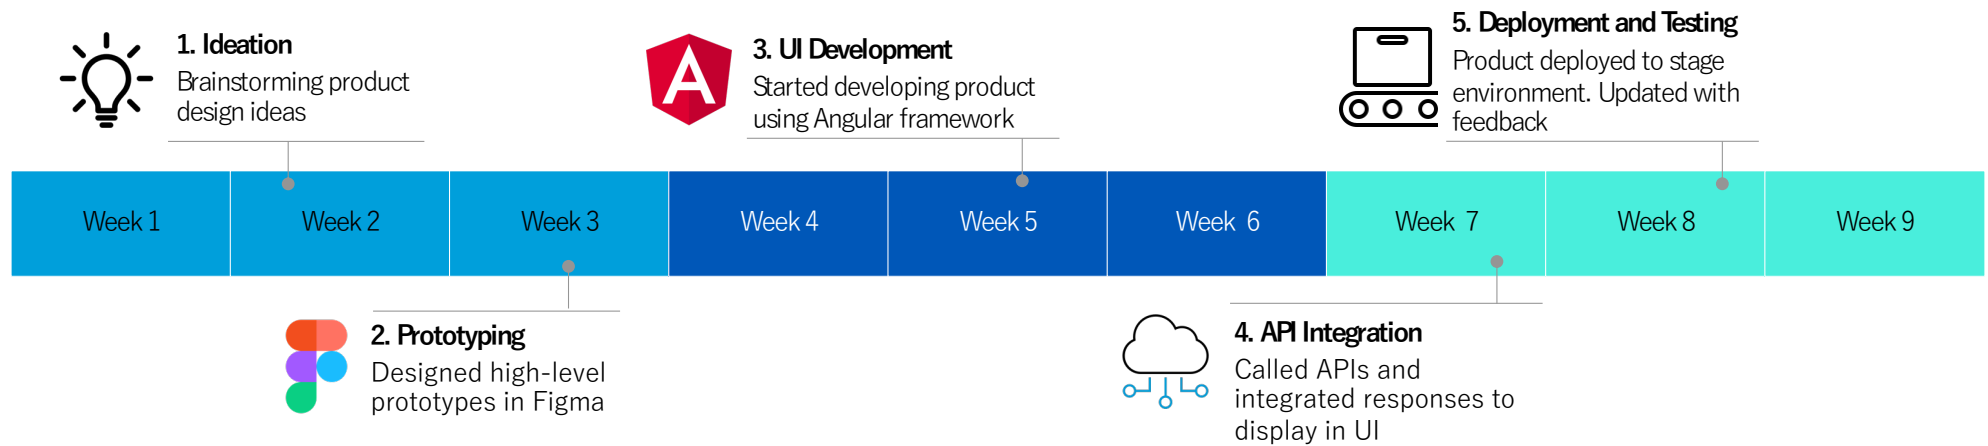 1. Ideation
Brainstorming product
design ideas
A
3. UI Development
Started developing product
using Angular framework
5. Deployment and Testing
Product deployed to stage
environment. Updated with
feedback
Week 1
Week 2
Week 3
Week 4
Week 5
Week 6
Week 7
Week 8
Week 9
2. Prototyping
Designed high-level
prototypes in Figma
4. API Integration
Called APIs and
integrated responses to
display in UI